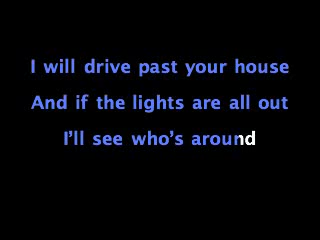 I will drive past your house
And if the lights are all out
I’ll see who’s around